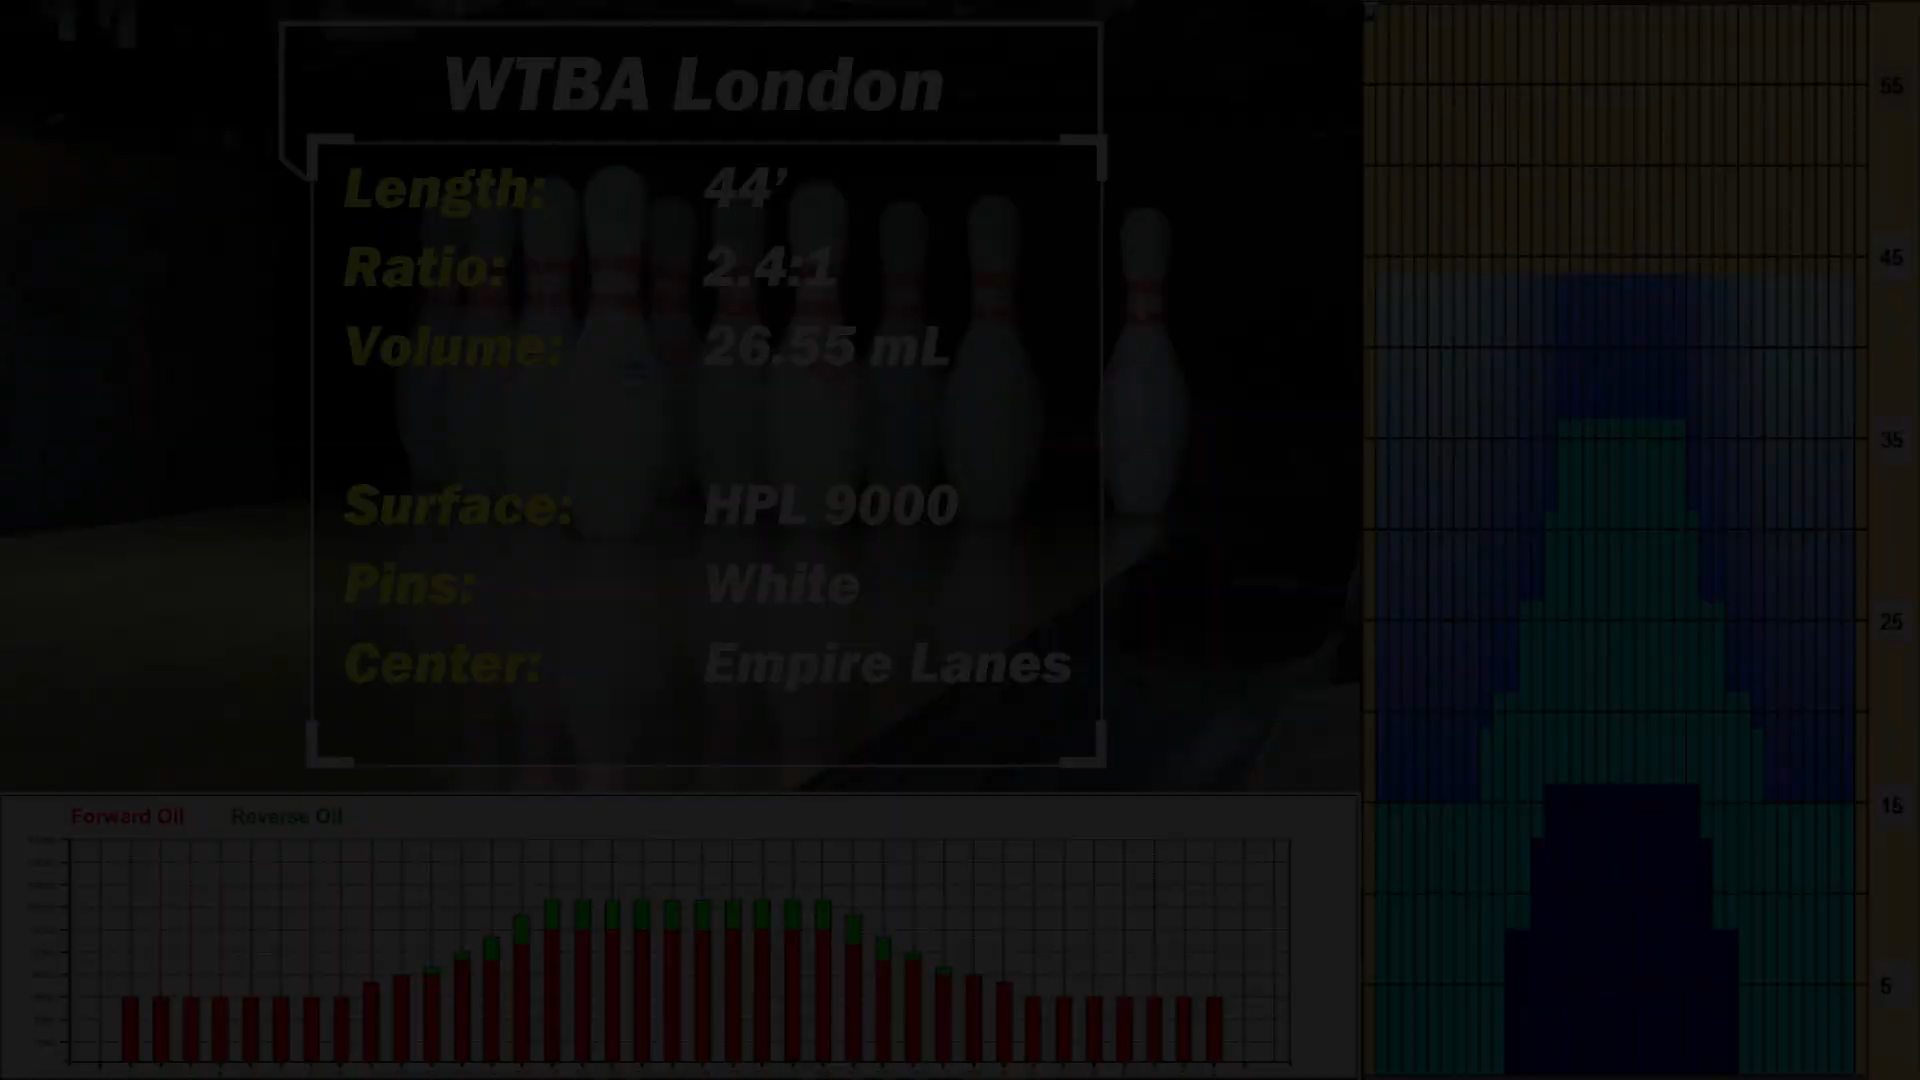 WTBA London
Length: 44’
Ratio: 2.4:1
Volume: 26.55 mL
Surface: HPL 9000
Pins: White
Center: Empire Lanes
Forward Oil Reverse Oil
55
45
35
25
15
5